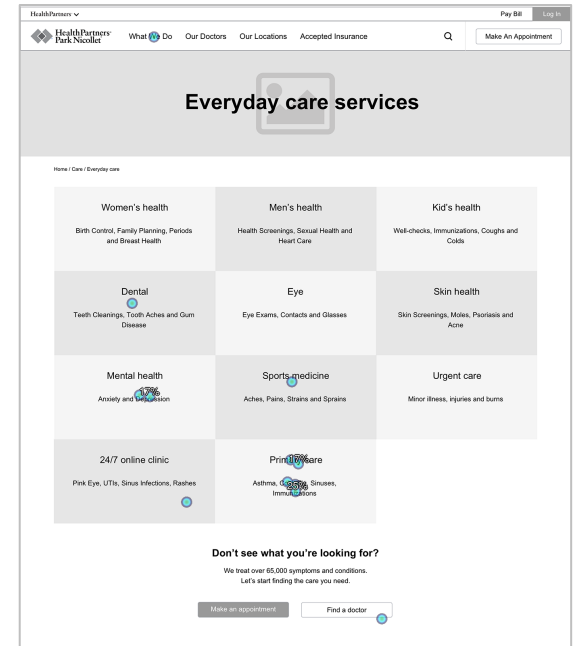 HealthPartners
Pay Bill
Log In
HealthPartners
Park Nicollet
What We Do
Our Doctors
Our Locations
Accepted Insurance
Make An Appointment
Everyday care services
Home / Care / Everyday care
Women's health
Men's health
Kid's health
Birth Control, Family Planning, Periods
and Breast Health
Health Screenings, Sexual Health and
Heart Care
Well-checks, Immunizations, Coughs and
Colds
Dental
Eye
Skin health
Teeth Cleanings, Tooth Aches and Gum
Disease
Eye Exams, Contacts and Glasses
Skin Screenings, Moles, Psoriasis and
Acne
Mental health
Sports medicine
Urgent care
17%
Anxiety and Depression
Aches, Pains, Strains and Sprains
Minor illness, injuries and burns
24/7 online clinic
Primary care
17%
Pink Eye, UTIs, Sinus Infections, Rashes
Asthma, Sinuses,
25%
Immunizations
Don't see what you're looking for?
We treat over 65,000 symptoms and conditions.
Let's start finding the care you need.
Make an appointment
Find a doctor